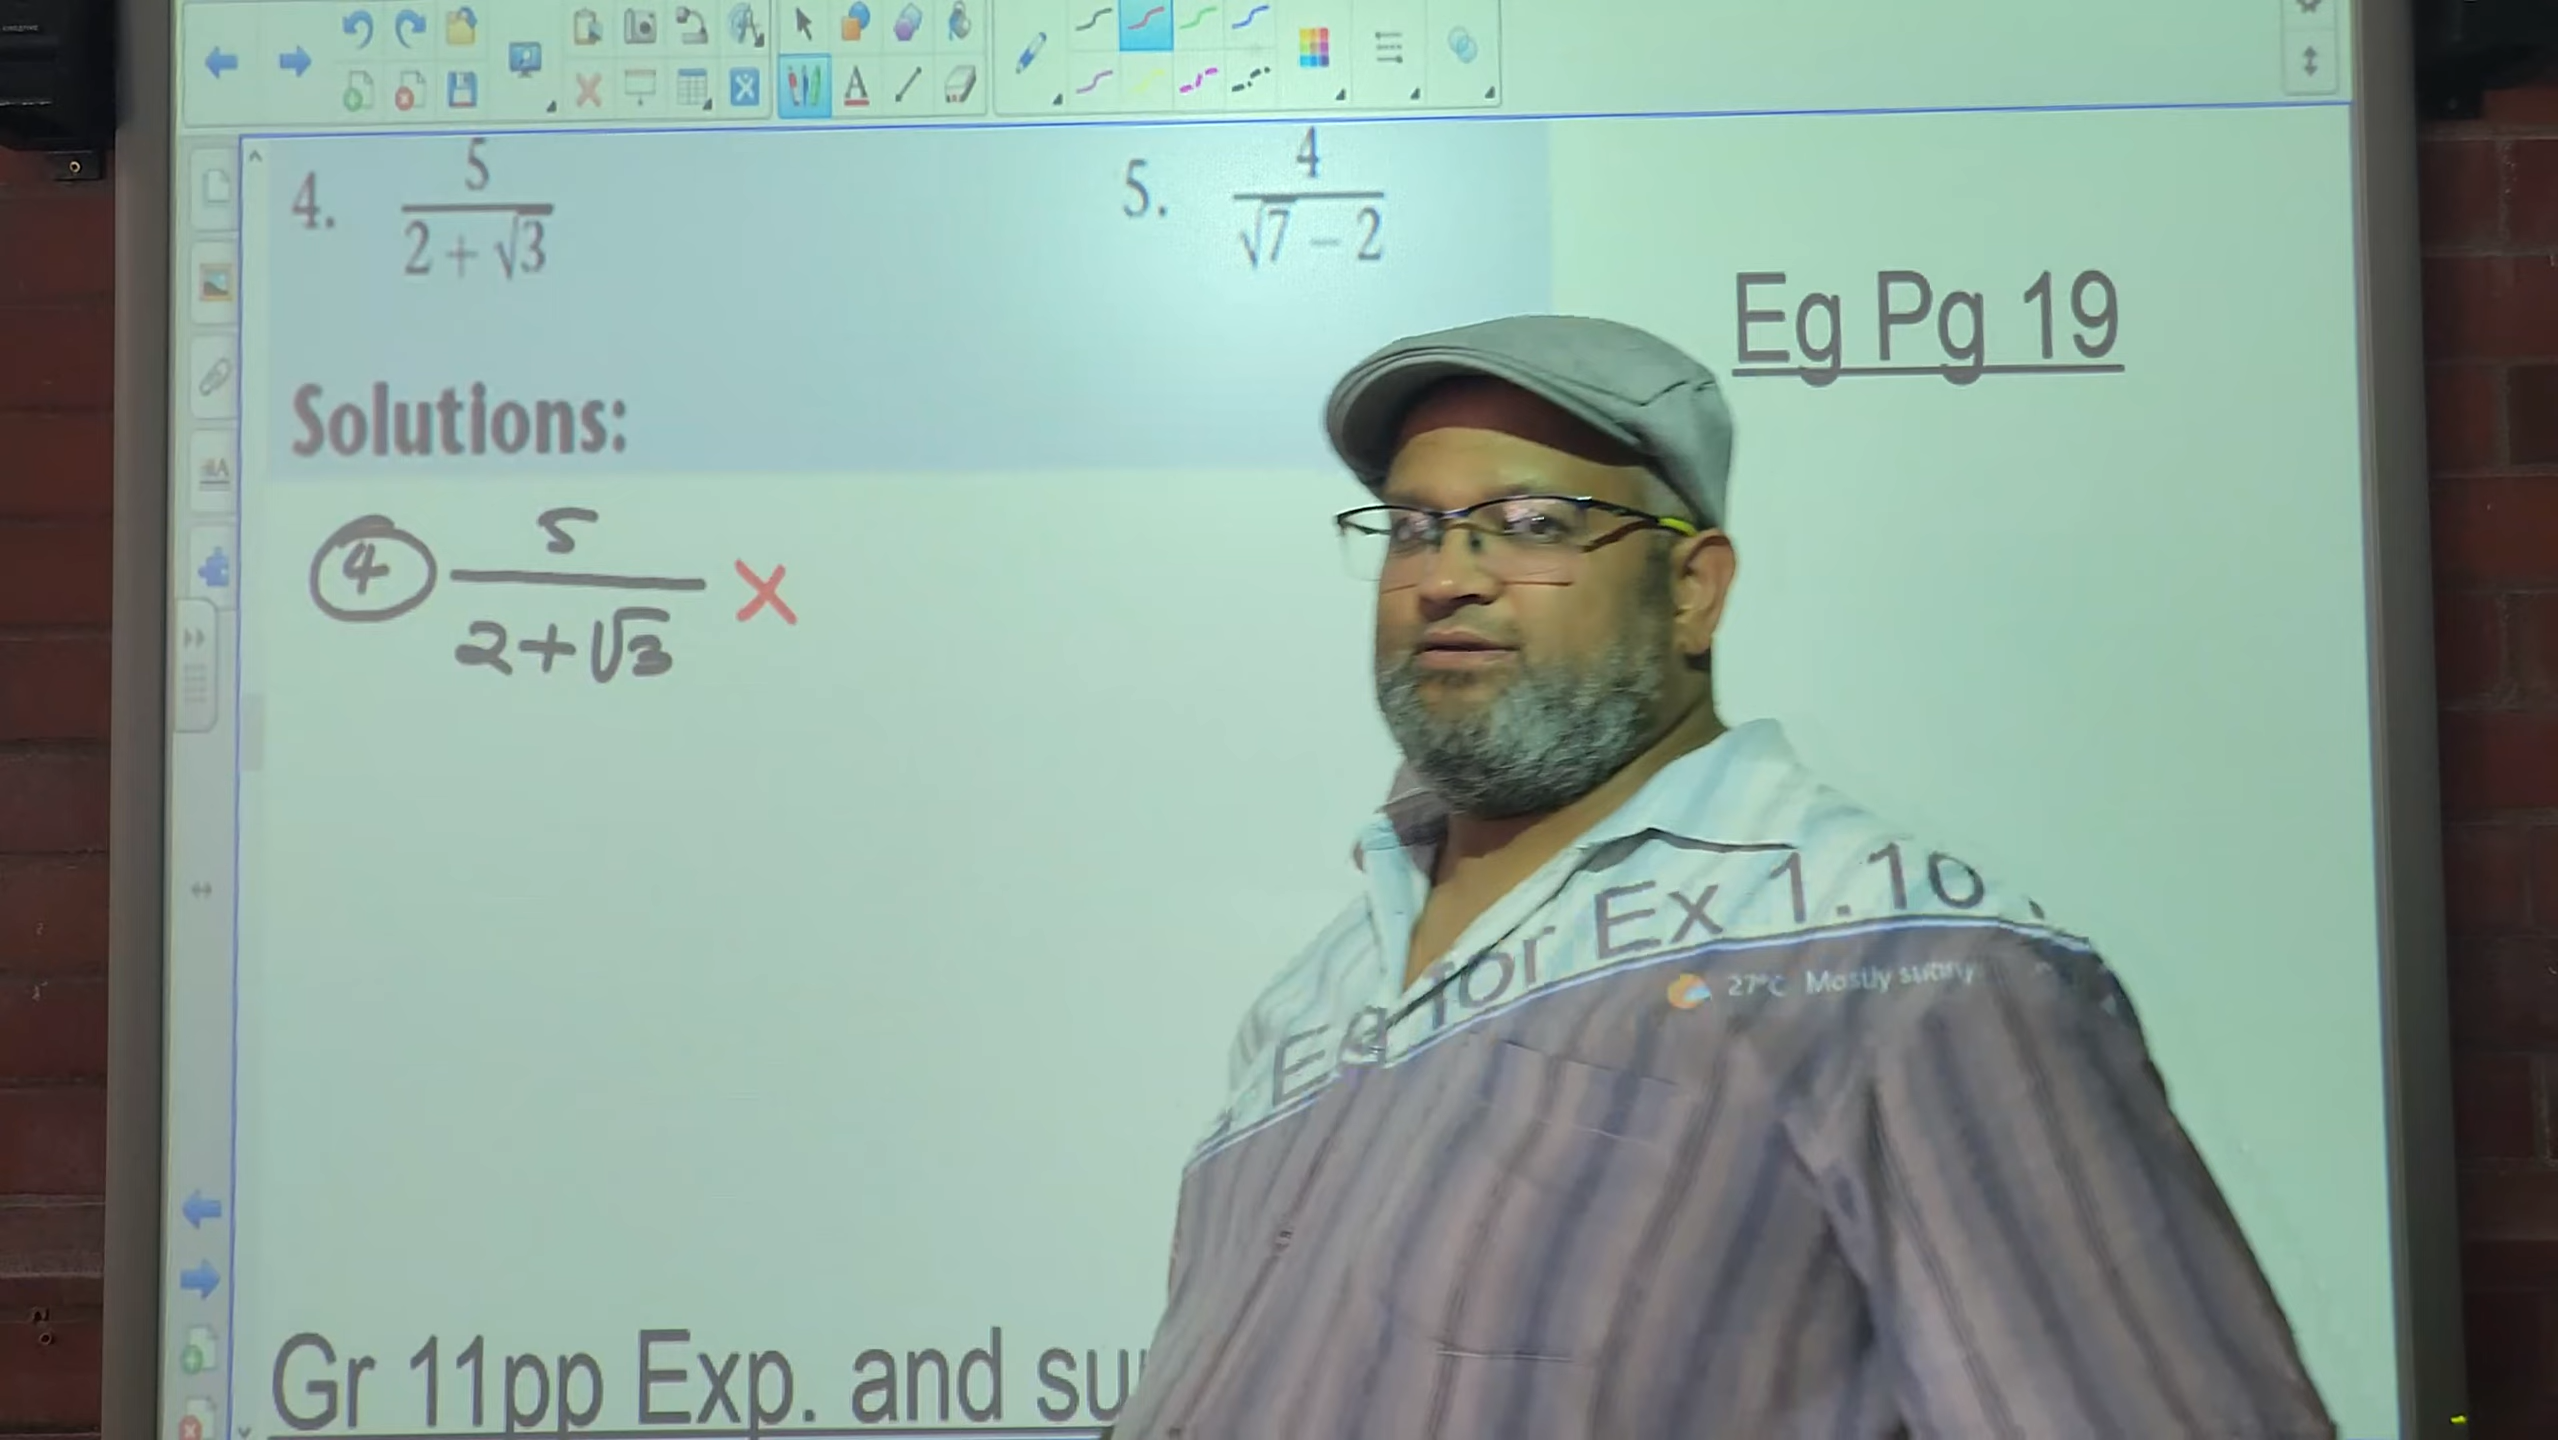 4. 5 / (2 + √3)
5. 4 / (√7 − 2)
Eg Pg 19
Solutions:
④ 5 / (2+√3) ×
Eg for Ex 1.10
27°C Mostly sunny
Gr 11pp Exp. and